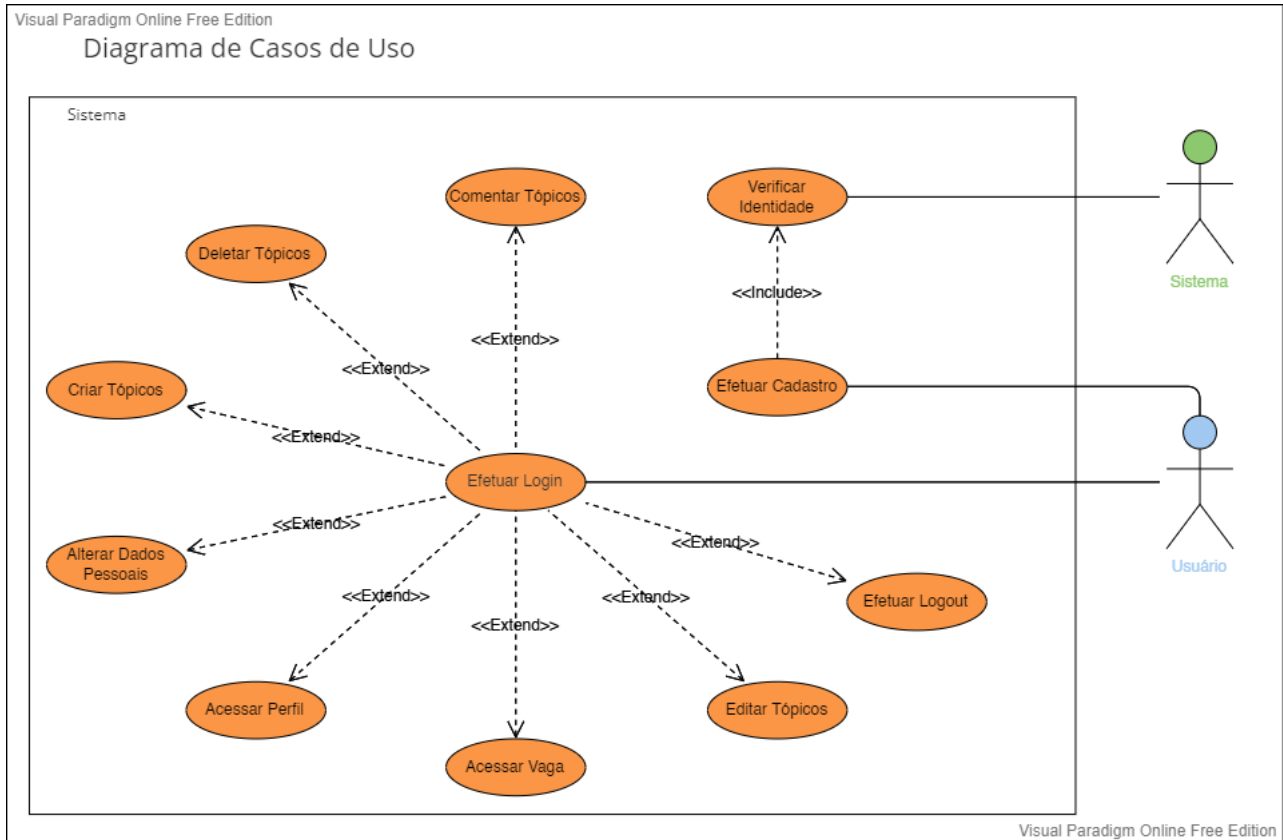 Visual Paradigm Online Free Edition
Diagrama de Casos de Uso
Sistema
Comentar Tópicos
Verificar
Identidade
Deletar Tópicos
Sistema
<<Include>>
<<Extend>>
<<Extend>>
Criar Tópicos
Efetuar Cadastro
<<Extend>>
Efetuar Login
<<Extend>>
<<Extend>>
Alterar Dados
Pessoais
Usuário
<<Extend>>
<<Extend>>
<<Extend>>
Efetuar Logout
Acessar Perfil
Editar Tópicos
Acessar Vaga
Visual Paradigm Online Free Edition